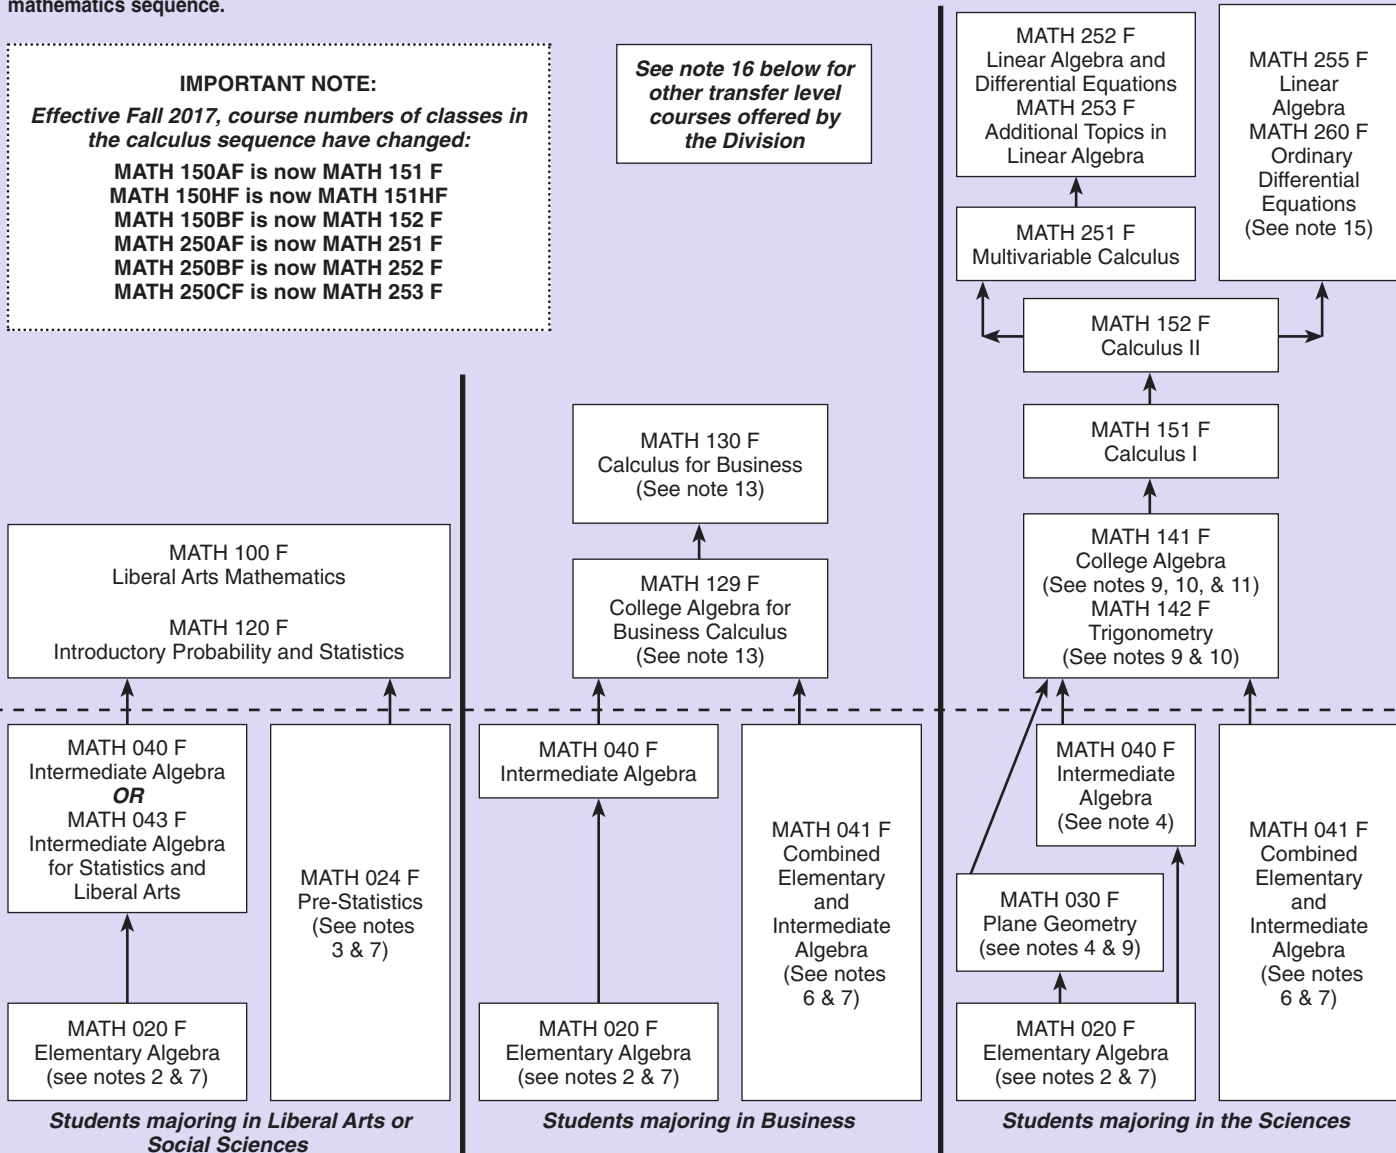 mathematics sequence.
IMPORTANT NOTE:
Effective Fall 2017, course numbers of classes in
the calculus sequence have changed:
MATH 150AF is now MATH 151 F
MATH 150HF is now MATH 151HF
MATH 150BF is now MATH 152 F
MATH 250AF is now MATH 251 F
MATH 250BF is now MATH 252 F
MATH 250CF is now MATH 253 F
See note 16 below for
other transfer level
courses offered by
the Division
MATH 100 F
Liberal Arts Mathematics
MATH 120 F
Introductory Probability and Statistics
MATH 040 F
Intermediate Algebra
OR
MATH 043 F
Intermediate Algebra
for Statistics and
Liberal Arts
MATH 024 F
Pre-Statistics
(See notes
3 & 7)
MATH 020 F
Elementary Algebra
(see notes 2 & 7)
Students majoring in Liberal Arts or
Social Sciences
MATH 130 F
Calculus for Business
(See note 13)
MATH 129 F
College Algebra for
Business Calculus
(See note 13)
MATH 040 F
Intermediate Algebra
MATH 041 F
Combined
Elementary
and
Intermediate
Algebra
(See notes
6 & 7)
MATH 020 F
Elementary Algebra
(see notes 2 & 7)
Students majoring in Business
MATH 252 F
Linear Algebra and
Differential Equations
MATH 253 F
Additional Topics in
Linear Algebra
MATH 255 F
Linear
Algebra
MATH 260 F
Ordinary
Differential
Equations
(See note 15)
MATH 251 F
Multivariable Calculus
MATH 152 F
Calculus II
MATH 151 F
Calculus I
MATH 141 F
College Algebra
(See notes 9, 10, & 11)
MATH 142 F
Trigonometry
(See notes 9 & 10)
MATH 040 F
Intermediate
Algebra
(See note 4)
MATH 030 F
Plane Geometry
(see notes 4 & 9)
MATH 041 F
Combined
Elementary
and
Intermediate
Algebra
(See notes
6 & 7)
MATH 020 F
Elementary Algebra
(see notes 2 & 7)
Students majoring in the Sciences